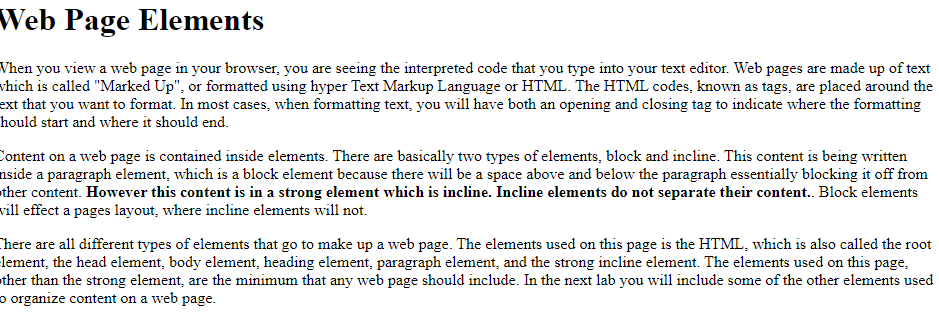 Web Page Elements
When you view a web page in your browser, you are seeing the interpreted code that you type into your text editor. Web pages are made up of text
which is called "Marked Up", or formatted using hyper Text Markup Language or HTML. The HTML codes, known as tags, are placed around the
text that you want to format. In most cases, when formatting text, you will have both an opening and closing tag to indicate where the formatting
should start and where it should end.
Content on a web page is contained inside elements. There are basically two types of elements, block and incline. This content is being written
inside a paragraph element, which is a block element because there will be a space above and below the paragraph essentially blocking it off from
other content. However this content is in a strong element which is incline. Incline elements do not separate their content.. Block elements
will effect a pages layout, where incline elements will not.
There are all different types of elements that go to make up a web page. The elements used on this page is the HTML, which is also called the root
element, the head element, body element, heading element, paragraph element, and the strong incline element. The elements used on this page,
other than the strong element, are the minimum that any web page should include. In the next lab you will include some of the other elements used
to organize content on a web page.